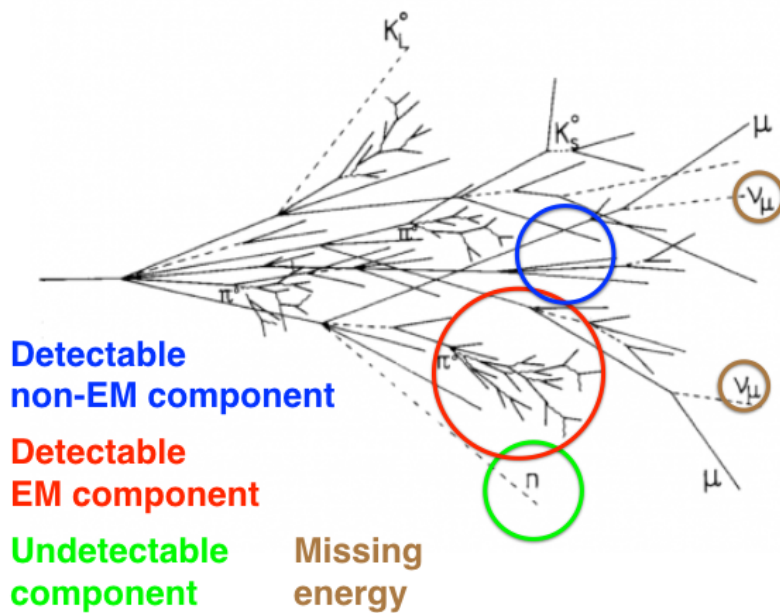 K°L
K°S
μ
νμ
π°
π°
π°
νμ
n
μ
Detectable
non-EM component
Detectable
EM component
Undetectable Missing
component energy